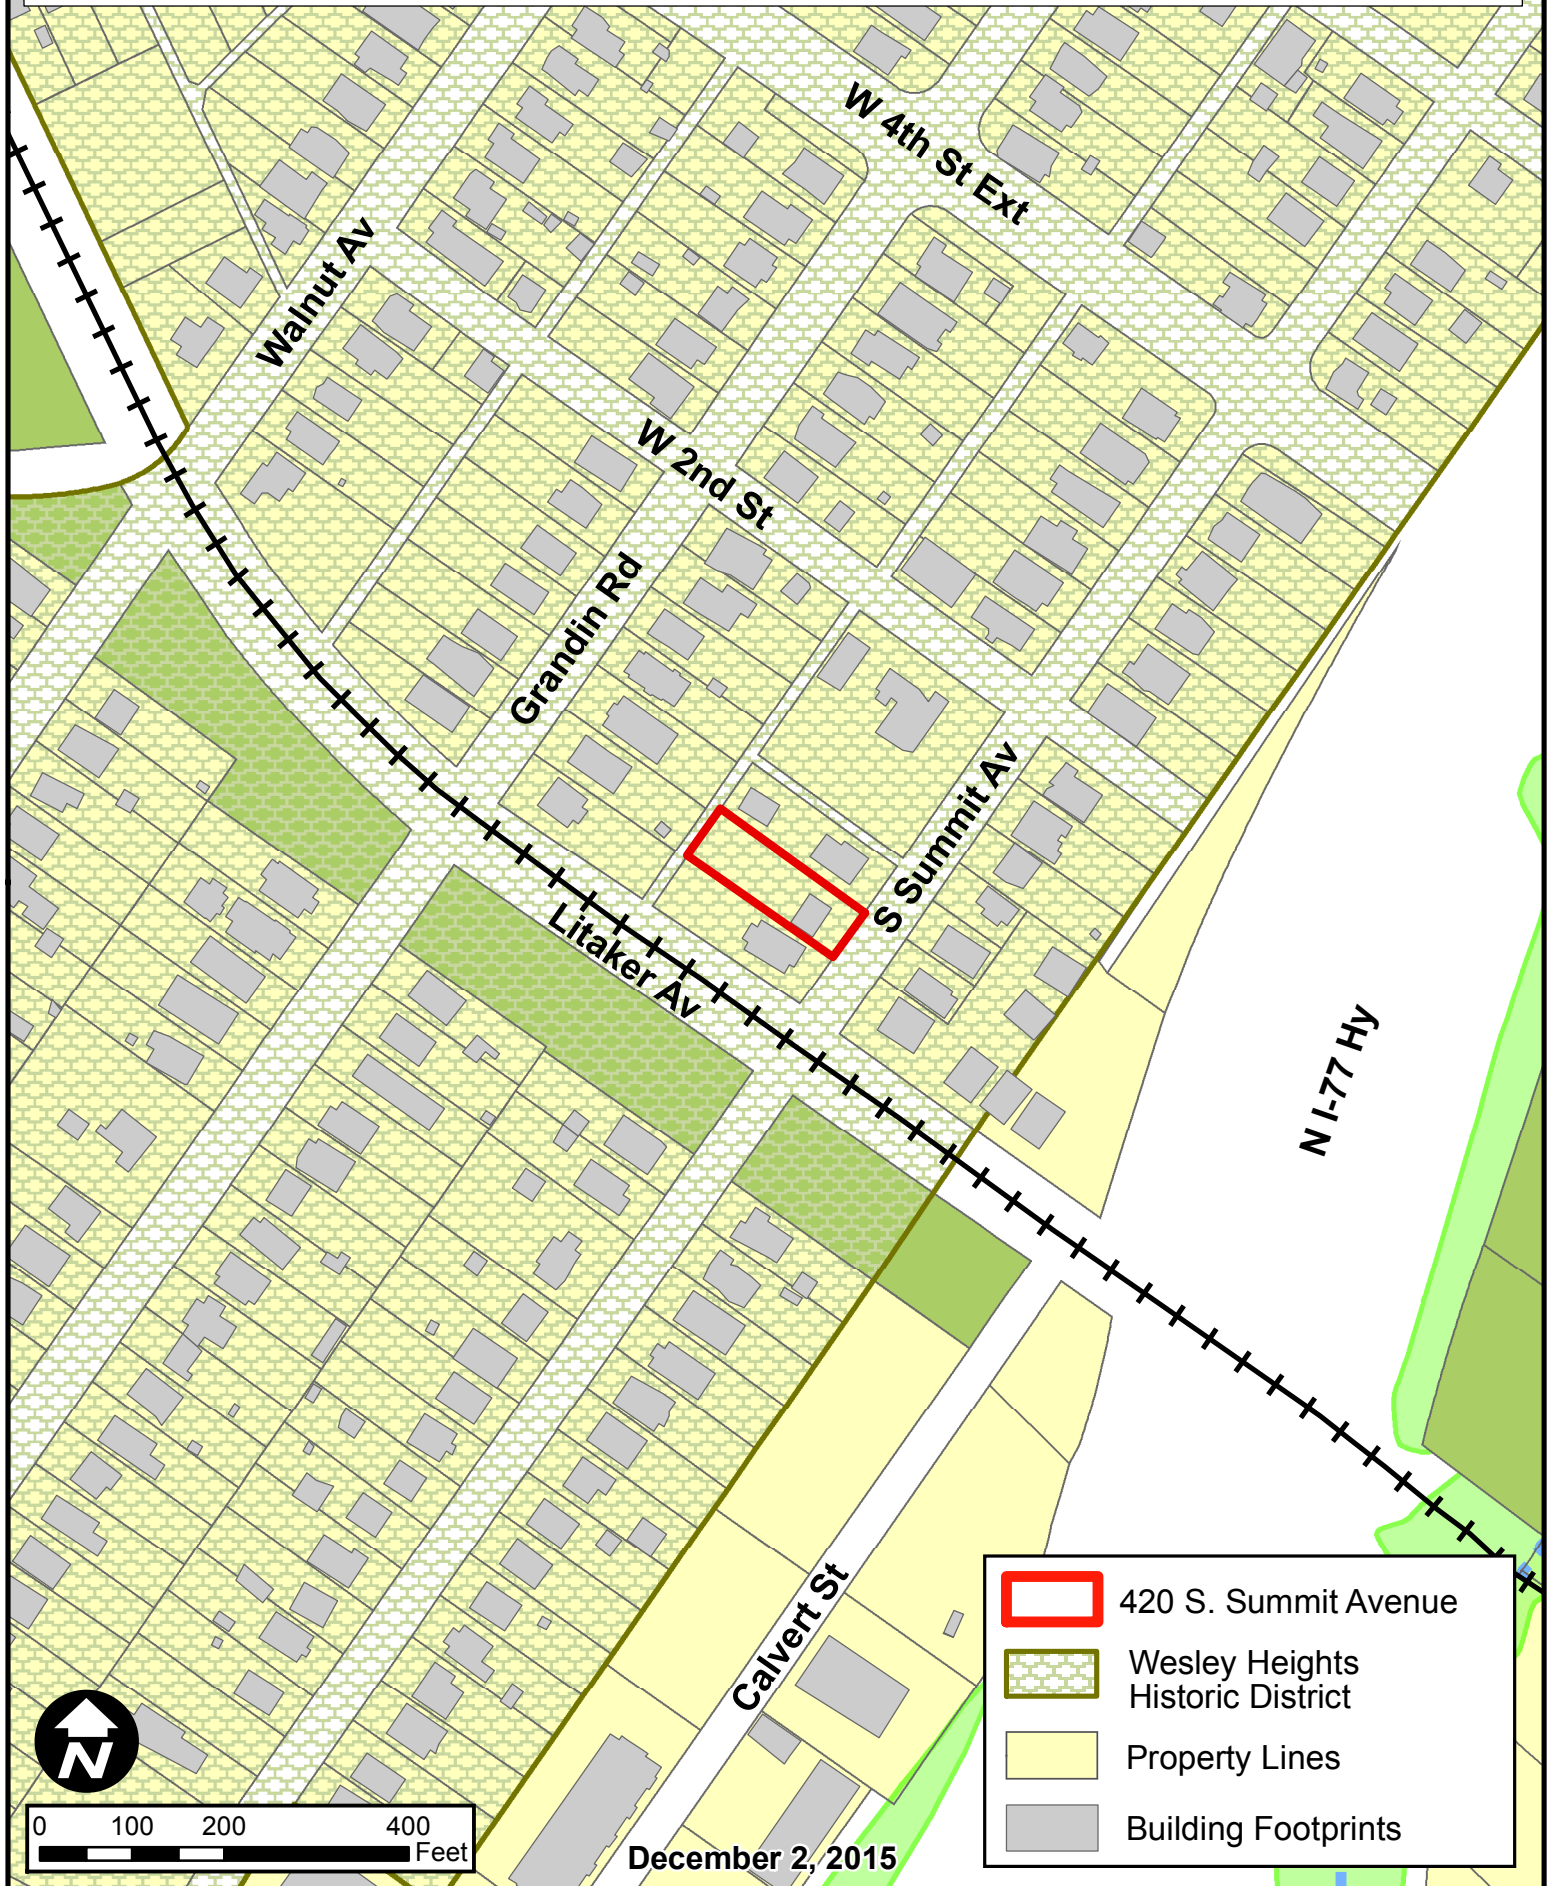 W 4th St Ext
Walnut Av
W 2nd St
Grandin Rd
S Summit Av
Litaker Av
N I-77 Hy
Calvert St
420 S. Summit Avenue
Wesley Heights
Historic District
Property Lines
Building Footprints
N
0 100 200 400
Feet
December 2, 2015